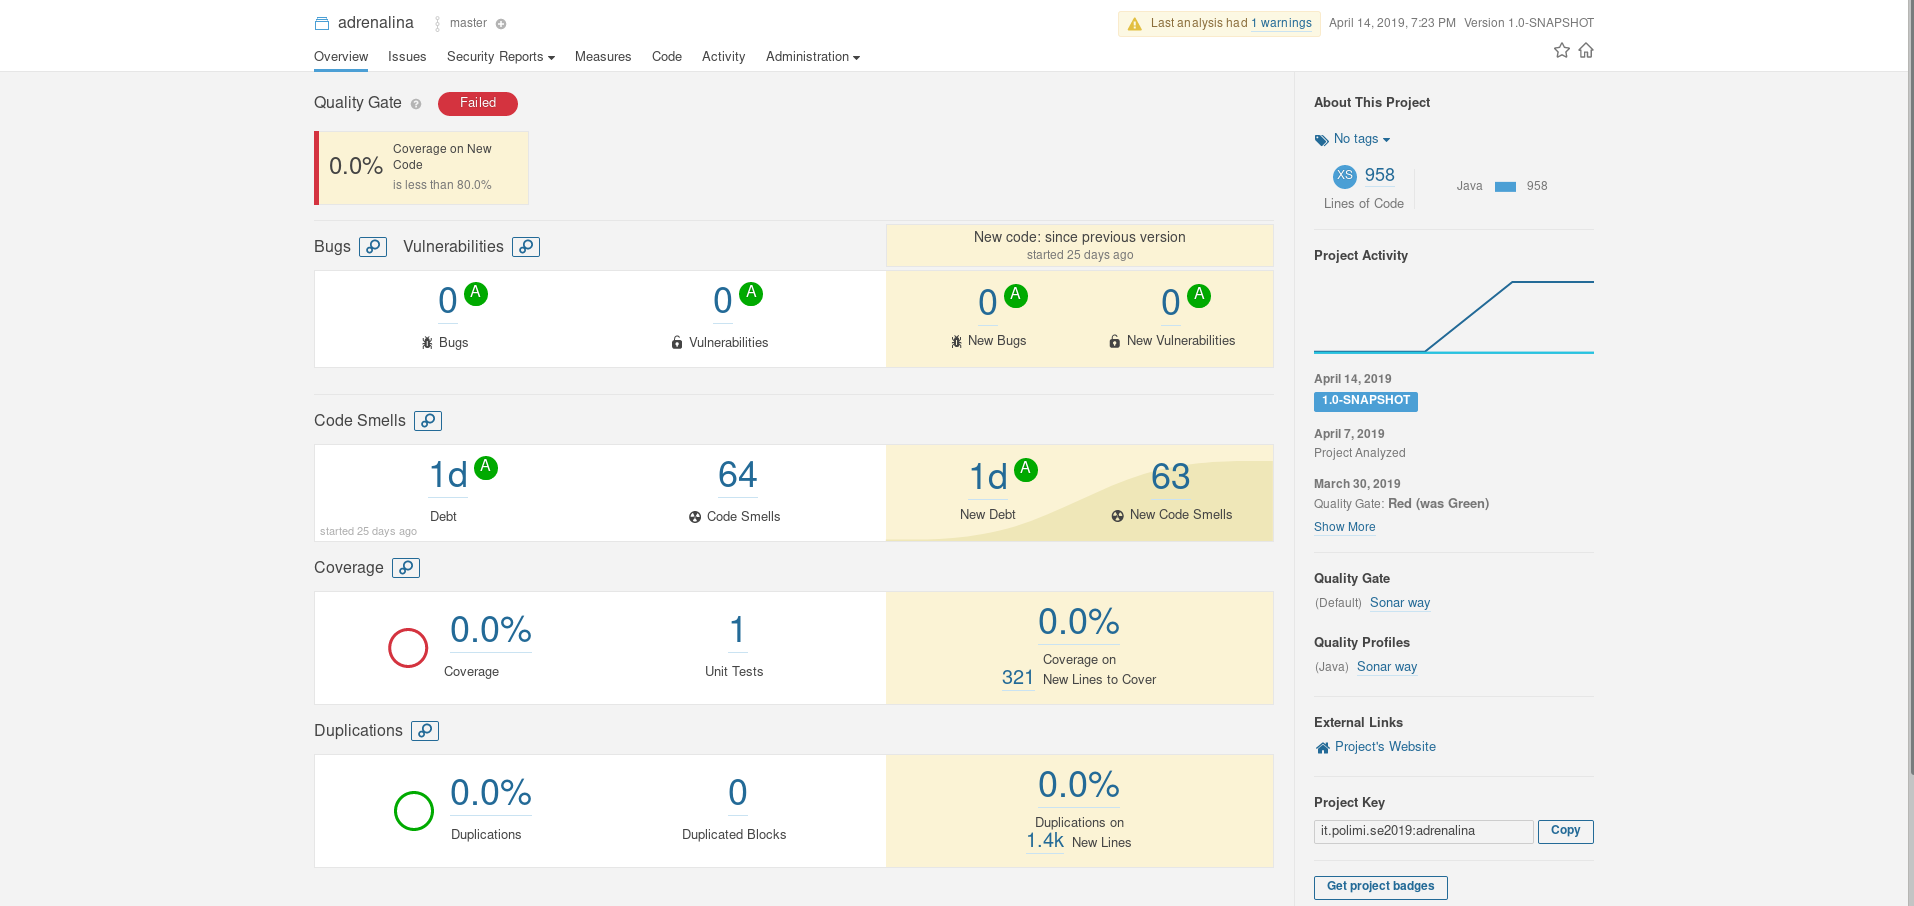 adrenalina master
Last analysis had 1 warnings April 14, 2019, 7:23 PM Version 1.0-SNAPSHOT
Overview Issues Security Reports Measures Code Activity Administration
Quality Gate ? Failed
0.0% Coverage on New
Code
is less than 80.0%
Bugs Vulnerabilities
New code: since previous version
started 25 days ago
0 A 0 A 0 A 0 A
Bugs Vulnerabilities New Bugs New Vulnerabilities
Code Smells
1d A 64 1d A 63
Debt Code Smells New Debt New Code Smells
started 25 days ago
Coverage
0.0% 1 0.0%
Coverage Unit Tests Coverage on
321 New Lines to Cover
Duplications
0.0% 0 0.0%
Duplications Duplicated Blocks Duplications on
1.4k New Lines
About This Project
No tags
XS 958 Java 958
Lines of Code
Project Activity
April 14, 2019
1.0-SNAPSHOT
April 7, 2019
Project Analyzed
March 30, 2019
Quality Gate: Red (was Green)
Show More
Quality Gate
(Default) Sonar way
Quality Profiles
(Java) Sonar way
External Links
Project's Website
Project Key
it.polimi.se2019:adrenalina Copy
Get project badges